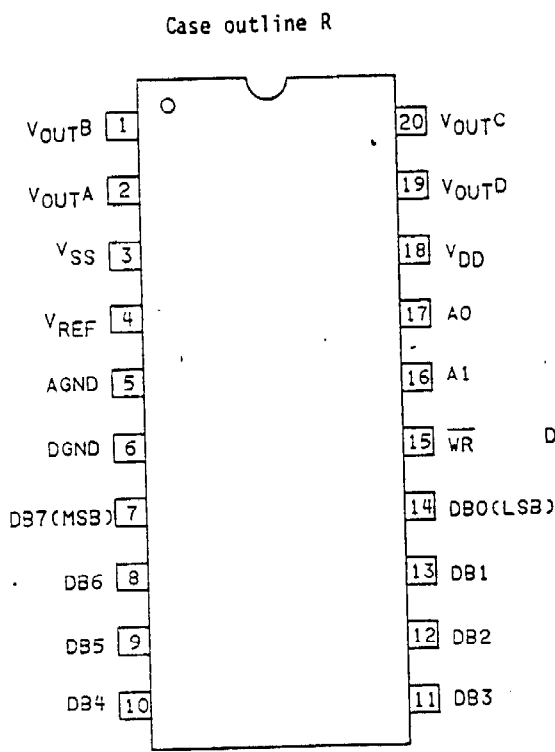 Case outline R
VOUTB 1 20 VOUTC
VOUTA 2 19 VOUTD
VSS 3 18 VDD
VREF 4 17 A0
AGND 5 16 A1
DGND 6 15 W̅R̅ D
DB7(MSB) 7 14 DB0(LSB)
DB6 8 13 DB1
DB5 9 12 DB2
DB4 10 11 DB3